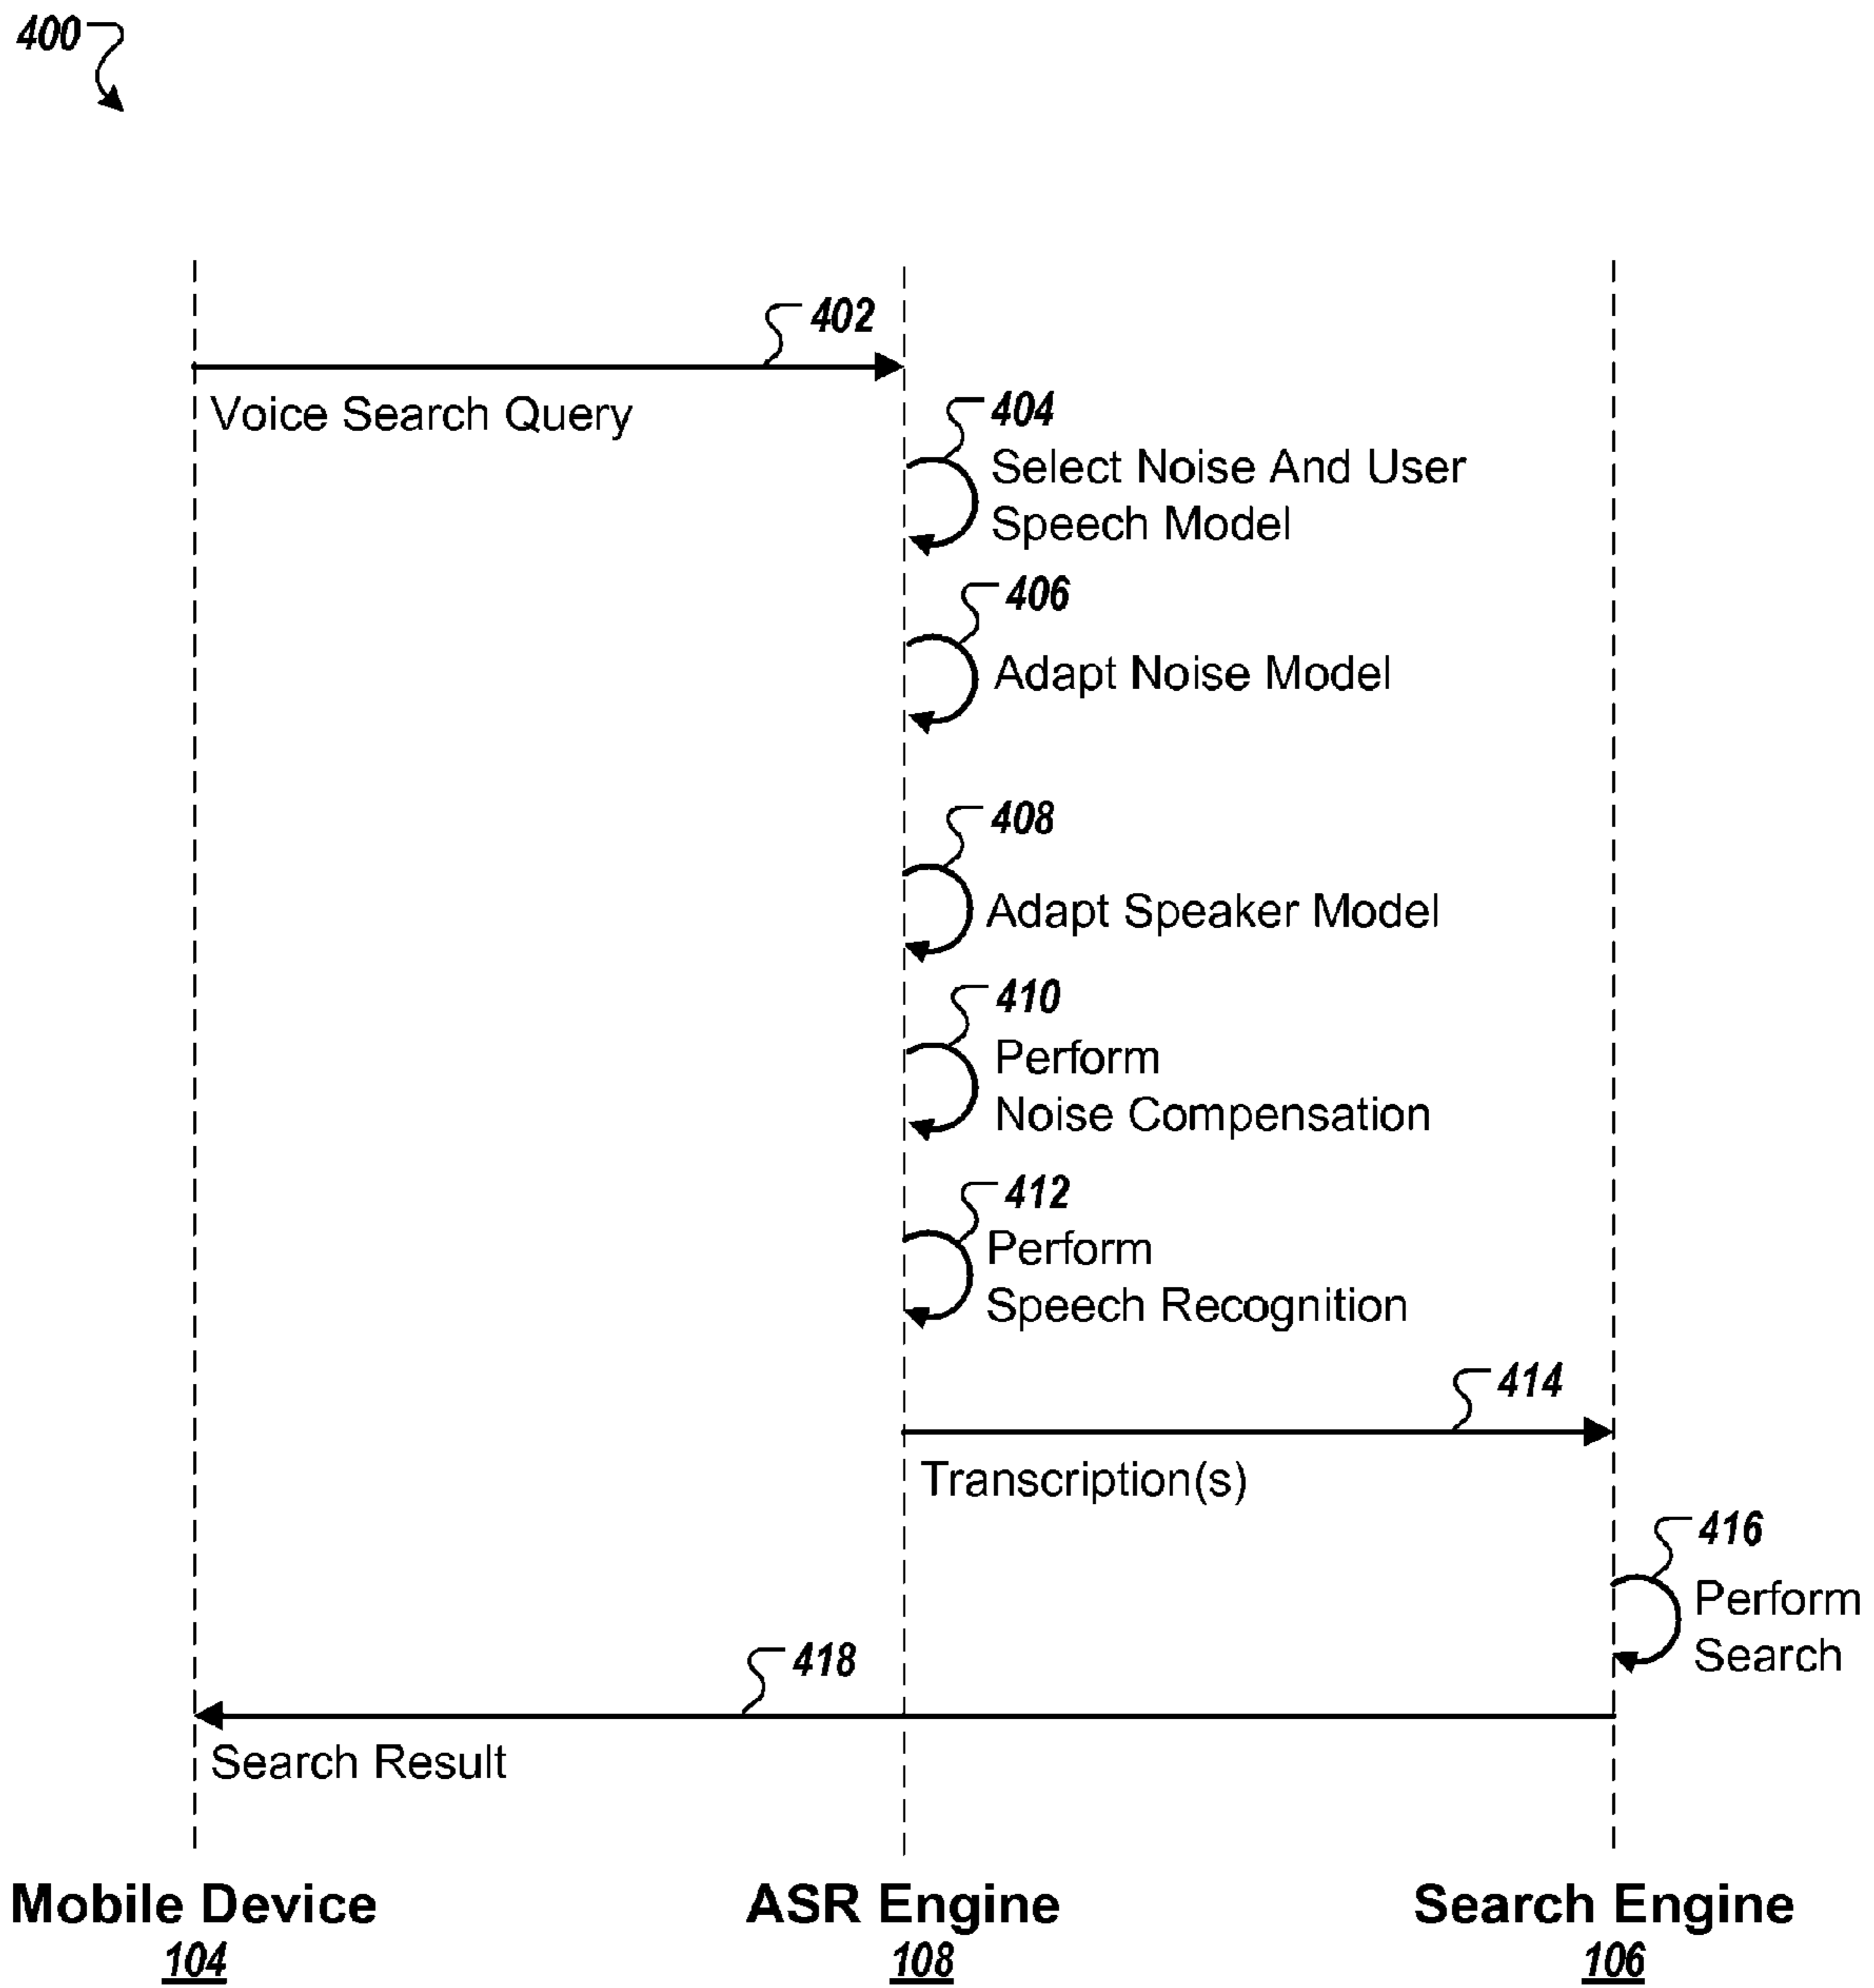 400
402
Voice Search Query
404
Select Noise And User
Speech Model
406
Adapt Noise Model
408
Adapt Speaker Model
410
Perform
Noise Compensation
412
Perform
Speech Recognition
414
Transcription(s)
416
Perform
Search
418
Search Result
Mobile Device
104
ASR Engine
108
Search Engine
106